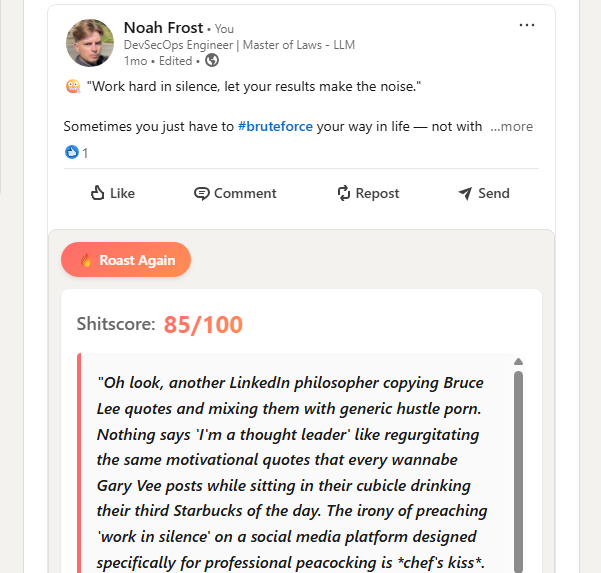 Noah Frost • You
DevSecOps Engineer | Master of Laws - LLM
1mo • Edited •
"Work hard in silence, let your results make the noise."
Sometimes you just have to #bruteforce your way in life — not with ...more
1
Like
Comment
Repost
Send
🔥 Roast Again
Shitscore: 85/100
"Oh look, another LinkedIn philosopher copying Bruce
Lee quotes and mixing them with generic hustle porn.
Nothing says 'I'm a thought leader' like regurgitating
the same motivational quotes that every wannabe
Gary Vee posts while sitting in their cubicle drinking
their third Starbucks of the day. The irony of preaching
'work in silence' on a social media platform designed
specifically for professional peacocking is *chef's kiss*.